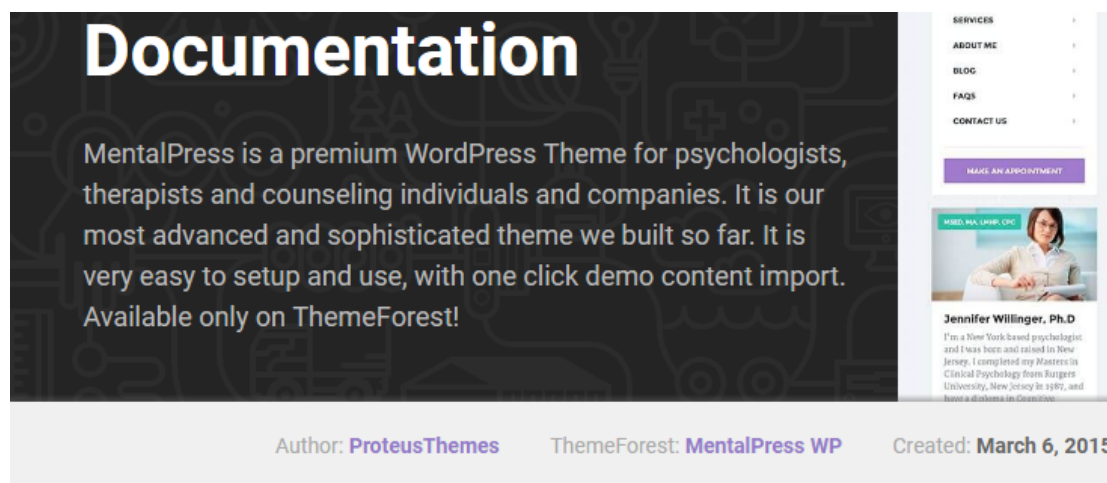 Documentation
MentalPress is a premium WordPress Theme for psychologists,
therapists and counseling individuals and companies. It is our
most advanced and sophisticated theme we built so far. It is
very easy to setup and use, with one click demo content import.
Available only on ThemeForest!
SERVICES
ABOUT ME
BLOG
FAQS
CONTACT US
MAKE AN APPOINTMENT
MSED, MA, LMHP, CPC
Jennifer Willinger, Ph.D
I'm a New York based psychologist
and I was born and raised in New
Jersey. I completed my Masters in
Clinical Psychology from Rutgers
University, New Jersey in 1987, and
have a diploma in Cognitive
Author: ProteusThemes ThemeForest: MentalPress WP Created: March 6, 2015